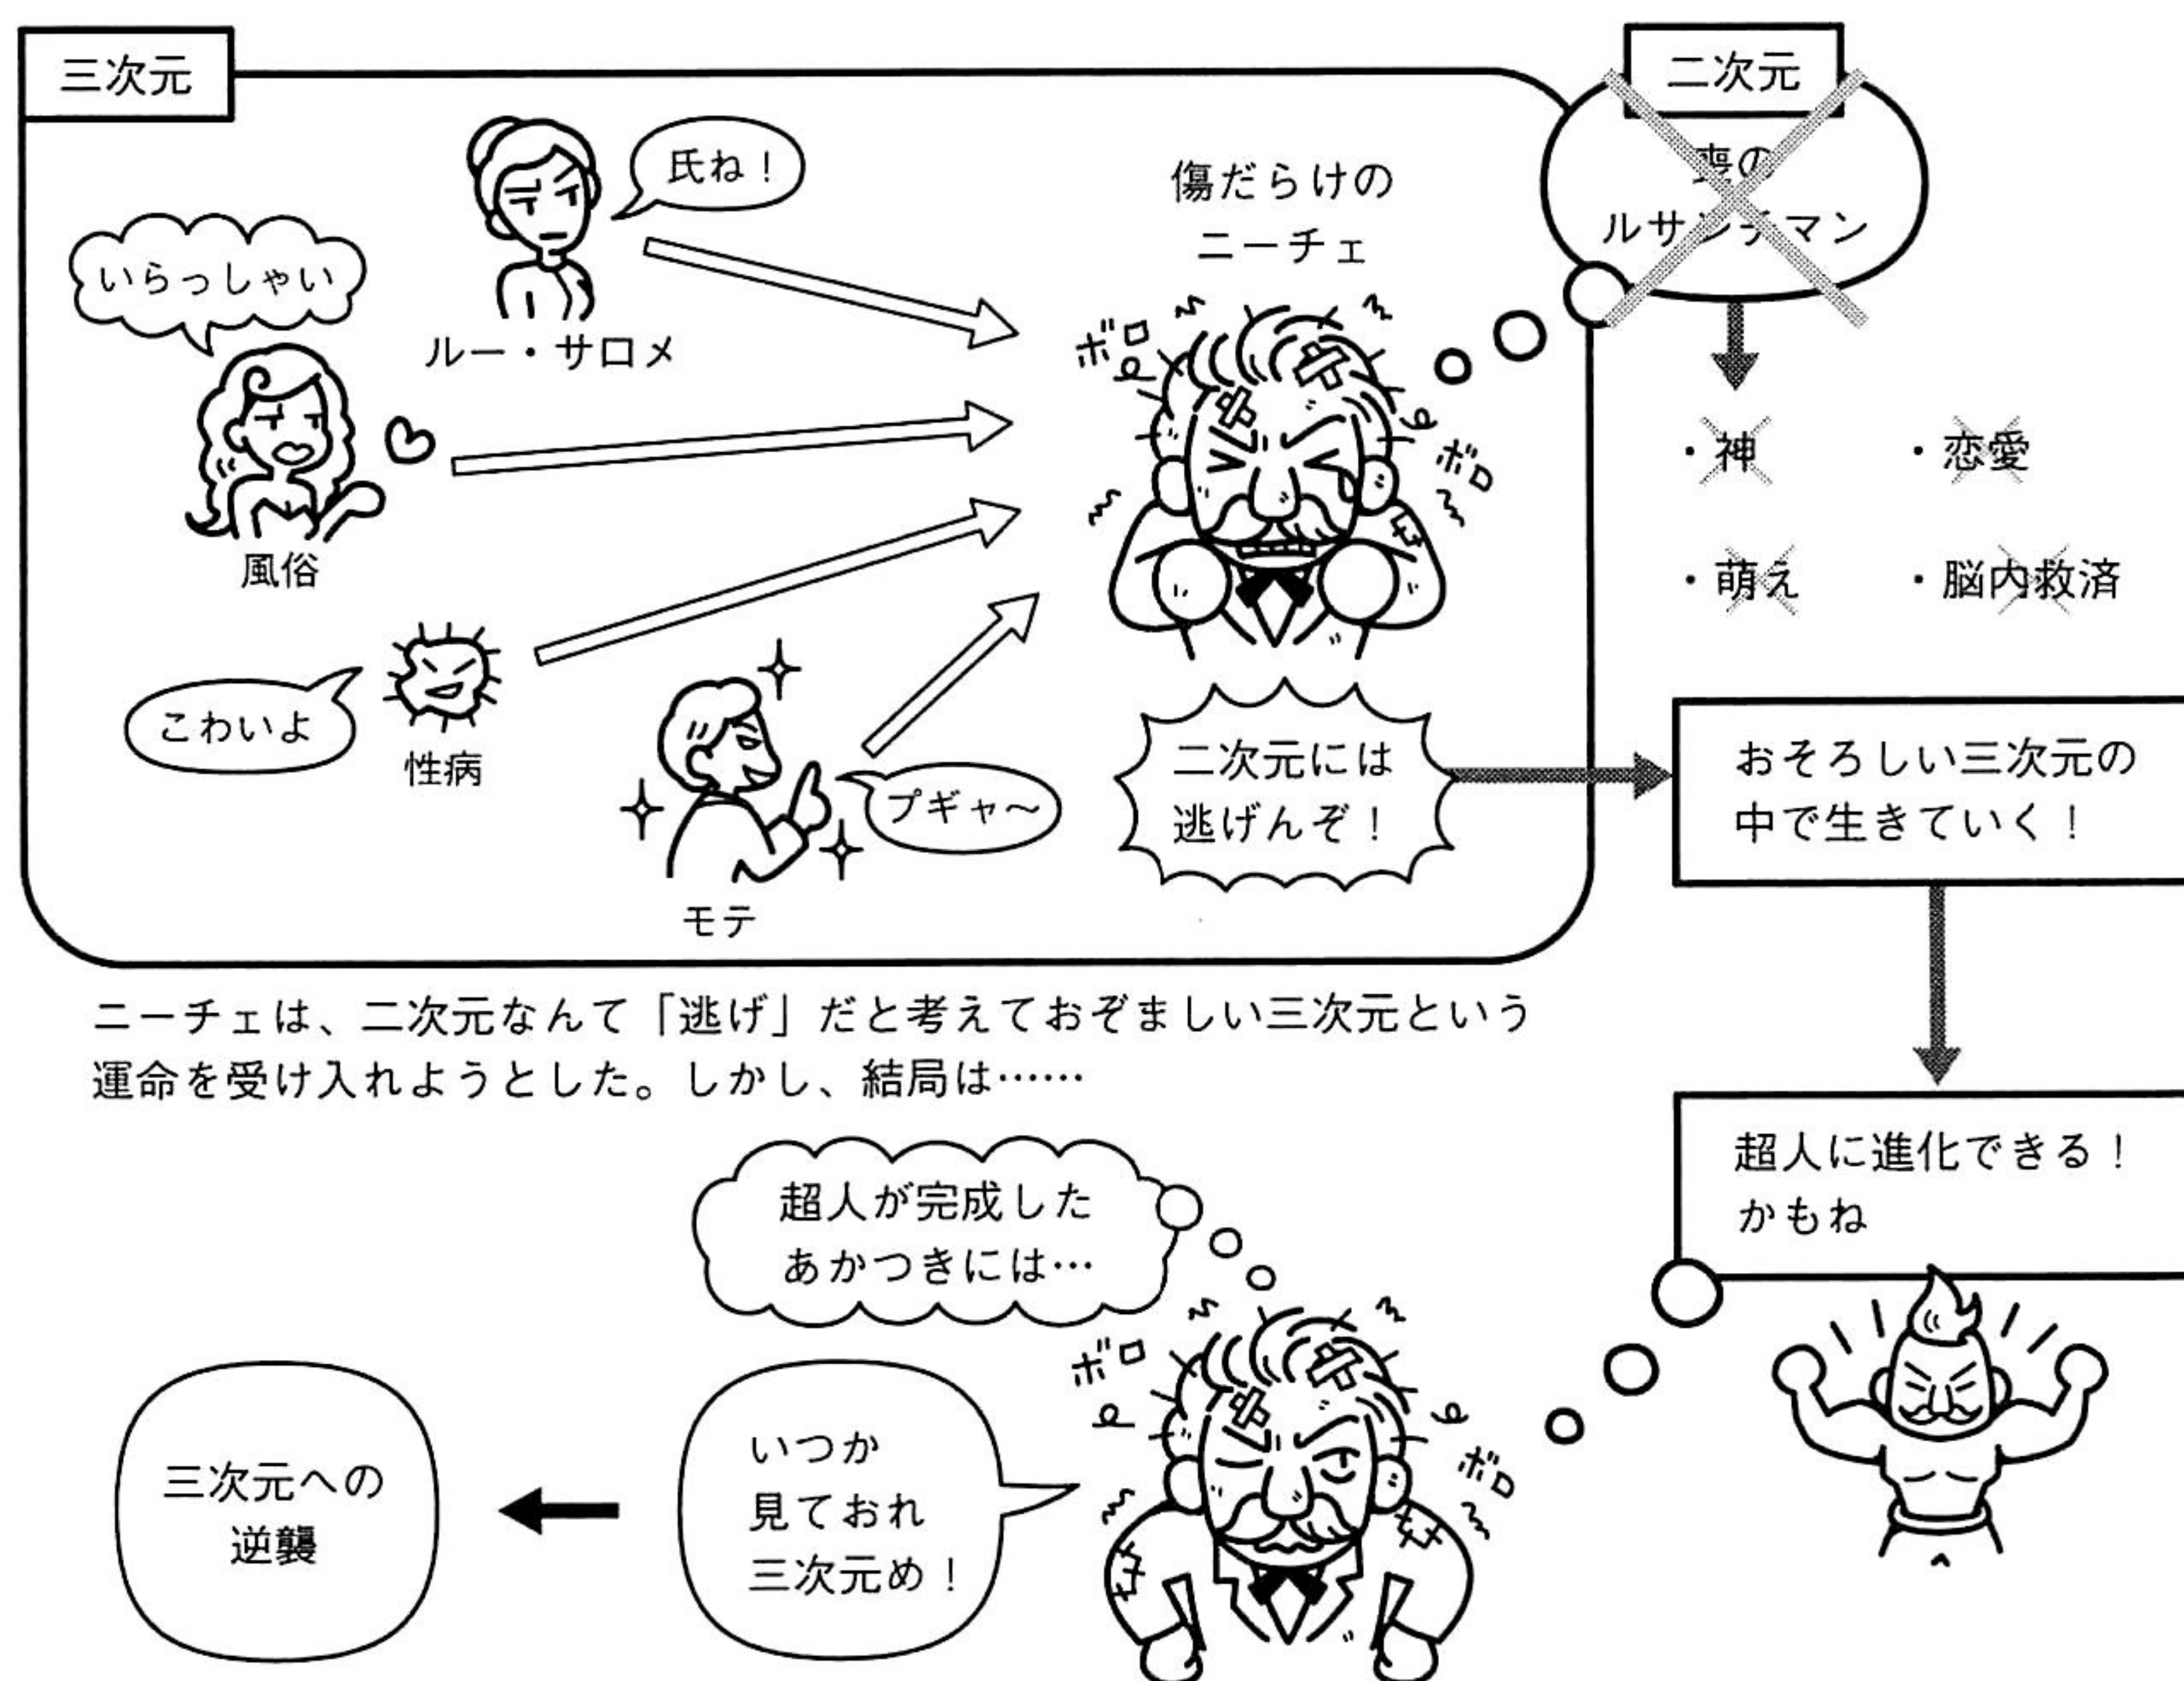 三次元
二次元
喪の
ルサンチマン
氏ね！
いらっしゃい
ルー・サロメ
風俗
こわいよ
性病
プギャ〜
モテ
傷だらけの
ニーチェ
ボロ
ボロ
二次元には
逃げんぞ！
・神
・恋愛
・萌え
・脳内救済
おそろしい三次元の
中で生きていく！
ニーチェは、二次元なんて「逃げ」だと考えておぞましい三次元という
運命を受け入れようとした。しかし、結局は……
超人に進化できる！
かもね
超人が完成した
あかつきには…
ボロ
ボロ
いつか
見ておれ
三次元め！
三次元への
逆襲